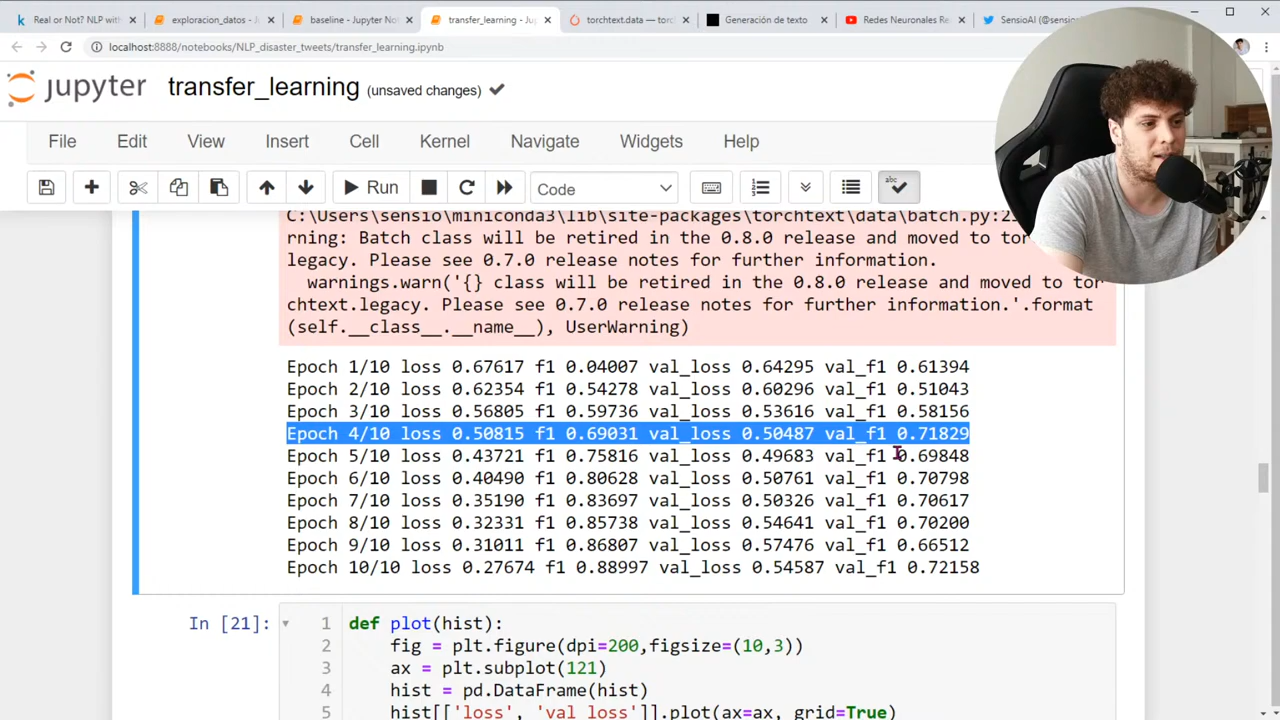 Real or Not? NLP with
exploracion_datos - Ju
baseline - Jupyter Not
transfer_learning - Ju
torchtext.data — torc
Generación de texto
Redes Neuronales Re
SensioAI (@sensio
localhost:8888/notebooks/NLP_disaster_tweets/transfer_learning.ipynb
jupyter transfer_learning (unsaved changes)
File Edit View Insert Cell Kernel Navigate Widgets Help
Run Code
C:\Users\sensio\miniconda3\lib\site-packages\torchtext\data\batch.py:2
rning: Batch class will be retired in the 0.8.0 release and moved to tor
legacy. Please see 0.7.0 release notes for further information.
warnings.warn('{} class will be retired in the 0.8.0 release and moved to tor
chtext.legacy. Please see 0.7.0 release notes for further information.'.format
(self.__class__.__name__), UserWarning)
Epoch 1/10 loss 0.67617 f1 0.04007 val_loss 0.64295 val_f1 0.61394
Epoch 2/10 loss 0.62354 f1 0.54278 val_loss 0.60296 val_f1 0.51043
Epoch 3/10 loss 0.56805 f1 0.59736 val_loss 0.53616 val_f1 0.58156
Epoch 4/10 loss 0.50815 f1 0.69031 val_loss 0.50487 val_f1 0.71829
Epoch 5/10 loss 0.43721 f1 0.75816 val_loss 0.49683 val_f1 0.69848
Epoch 6/10 loss 0.40490 f1 0.80628 val_loss 0.50761 val_f1 0.70798
Epoch 7/10 loss 0.35190 f1 0.83697 val_loss 0.50326 val_f1 0.70617
Epoch 8/10 loss 0.32331 f1 0.85738 val_loss 0.54641 val_f1 0.70200
Epoch 9/10 loss 0.31011 f1 0.86807 val_loss 0.57476 val_f1 0.66512
Epoch 10/10 loss 0.27674 f1 0.88997 val_loss 0.54587 val_f1 0.72158
In [21]:
1 def plot(hist):
2 fig = plt.figure(dpi=200,figsize=(10,3))
3 ax = plt.subplot(121)
4 hist = pd.DataFrame(hist)
5 hist[['loss', 'val_loss']].plot(ax=ax, grid=True)